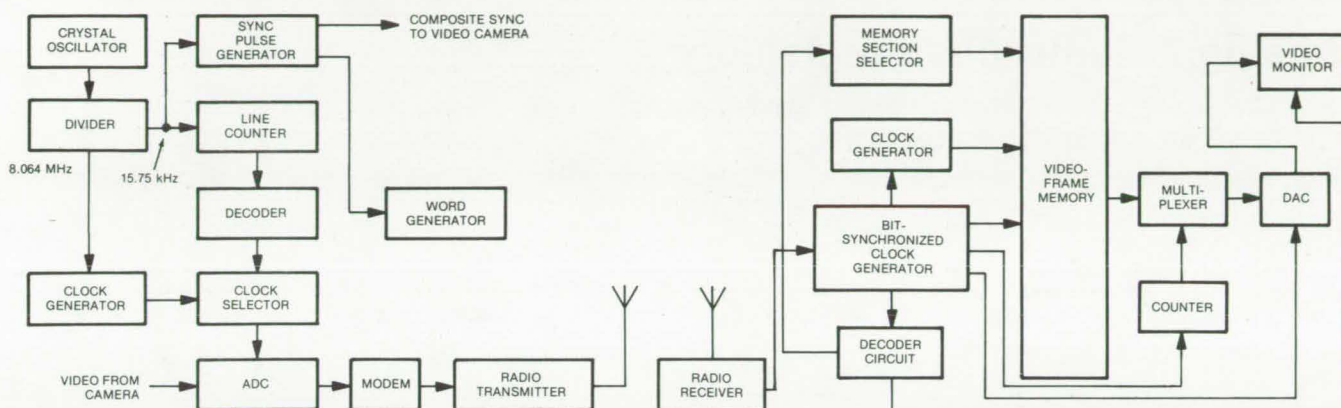 CRYSTAL
OSCILLATOR
SYNC
PULSE
GENERATOR
COMPOSITE SYNC
TO VIDEO CAMERA
DIVIDER
LINE
COUNTER
8.064 MHz
15.75 kHz
DECODER
WORD
GENERATOR
CLOCK
GENERATOR
CLOCK
SELECTOR
VIDEO FROM
CAMERA
ADC
MODEM
RADIO
TRANSMITTER
RADIO
RECEIVER
MEMORY
SECTION
SELECTOR
CLOCK
GENERATOR
BIT-
SYNCHRONIZED
CLOCK
GENERATOR
DECODER
CIRCUIT
VIDEO-
FRAME
MEMORY
MULTI-
PLEXER
COUNTER
DAC
VIDEO
MONITOR